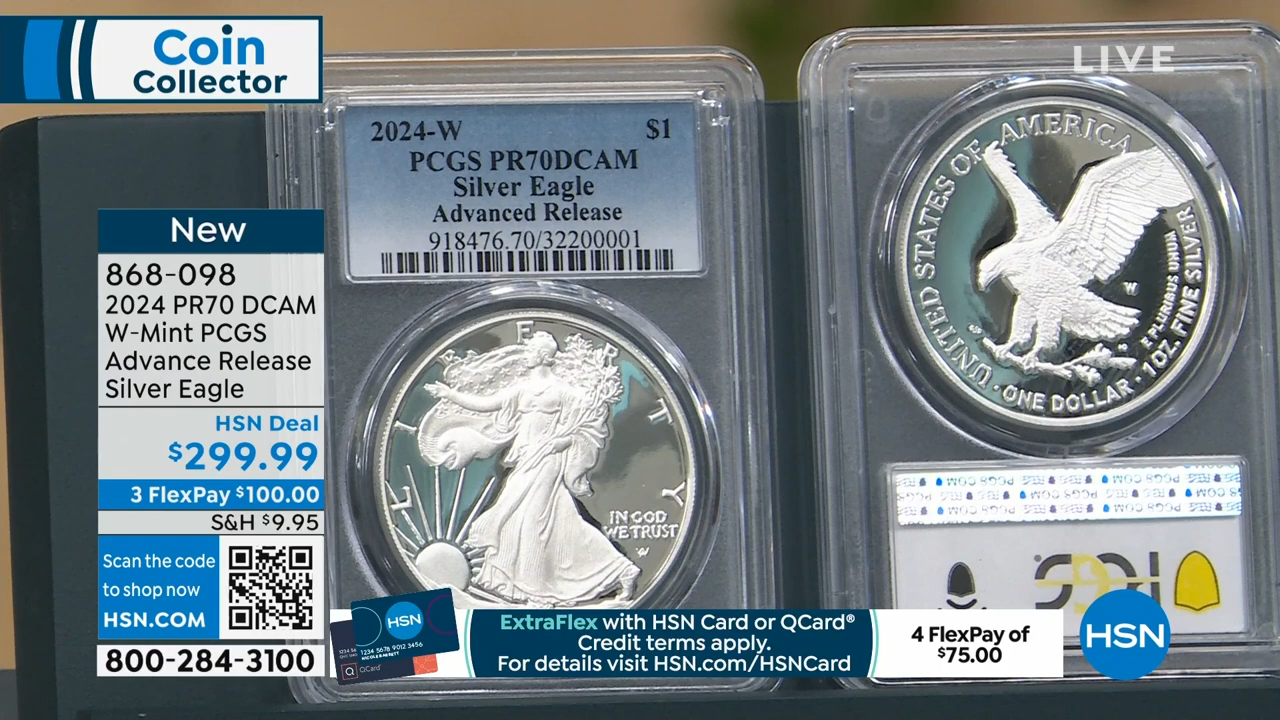 Coin
Collector
LIVE
New
868-098
2024 PR70 DCAM
W-Mint PCGS
Advance Release
Silver Eagle
HSN Deal
$299.99
3 FlexPay $100.00
S&H $9.95
Scan the code
to shop now
HSN.COM
800-284-3100
2024-W $1
PCGS PR70DCAM
Silver Eagle
Advanced Release
918476.70/32200001
LIBERTY
IN GOD
WE TRUST
UNITED STATES OF AMERICA
E PLURIBUS UNUM
1 OZ. FINE SILVER
ONE DOLLAR
HSN
QCard
ExtraFlex with HSN Card or QCard®
Credit terms apply.
For details visit HSN.com/HSNCard
4 FlexPay of
$75.00
HSN